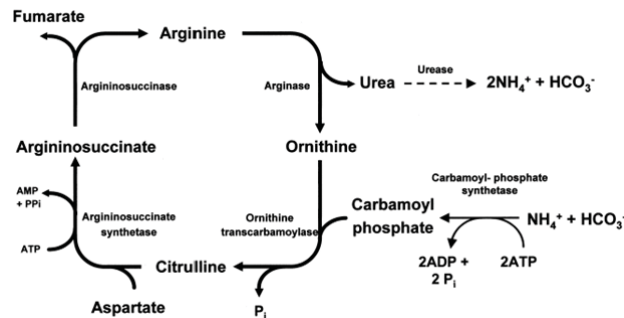 Fumarate
Arginine
Argininosuccinase
Arginase
Urea
Urease
2NH₄⁺ + HCO₃⁻
Argininosuccinate
Ornithine
AMP
+ PPi
ATP
Argininosuccinate
synthetase
Ornithine
transcarbamoylase
Carbamoyl
phosphate
Carbamoyl- phosphate
synthetase
NH₄⁺ + HCO₃⁻
2ADP +
2 Pᵢ
2ATP
Citrulline
Aspartate
Pᵢ